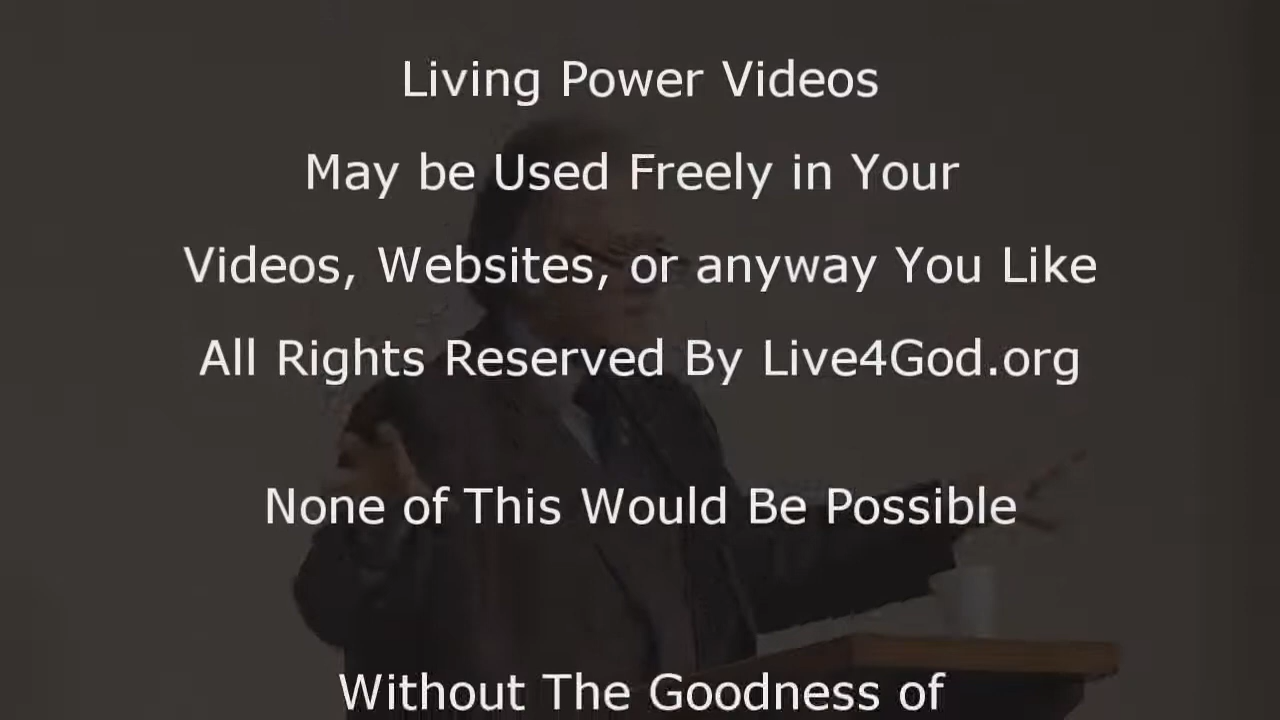 Living Power Videos
May be Used Freely in Your
Videos, Websites, or anyway You Like
All Rights Reserved By Live4God.org
None of This Would Be Possible
Without The Goodness of